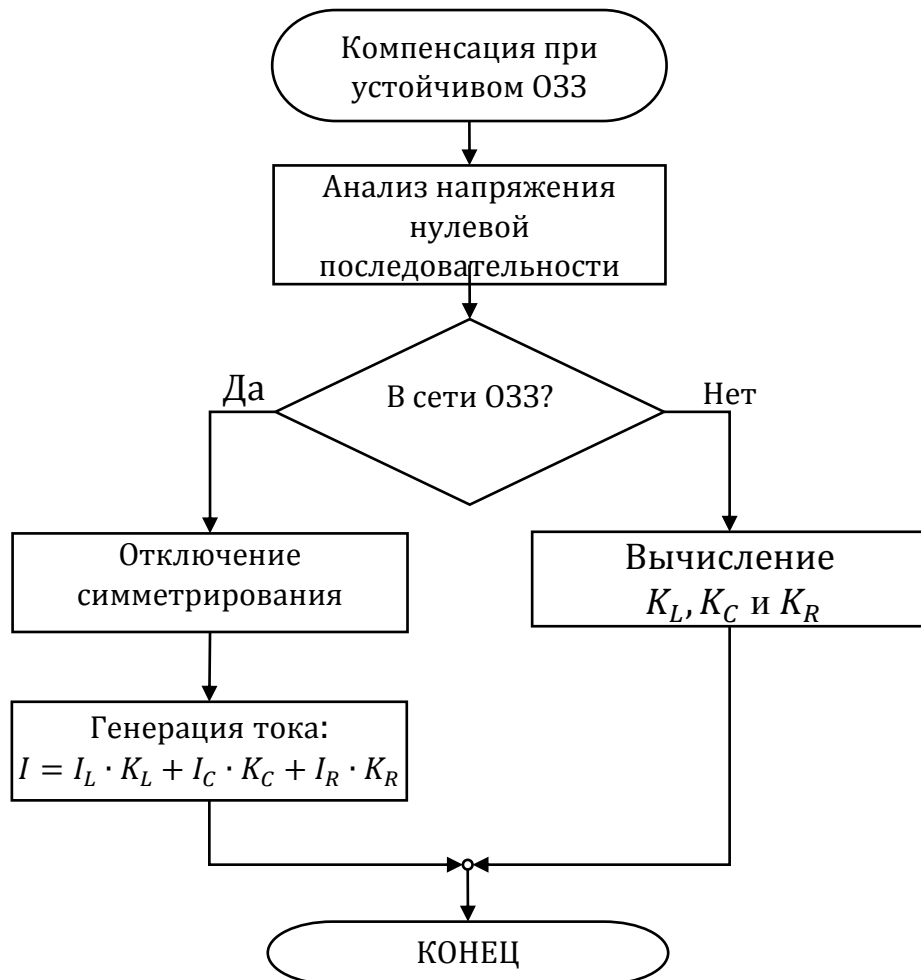 Компенсация при
устойчивом ОЗЗ
Анализ напряжения
нулевой
последовательности
В сети ОЗЗ?
Да
Нет
Отключение
симметрирования
Вычисление
K_L, K_C и K_R
Генерация тока:
I = I_L · K_L + I_C · K_C + I_R · K_R
КОНЕЦ